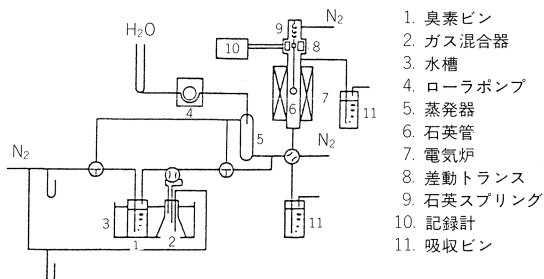 N₂
H₂O
9
8
10
4
7
6
11
5
N₂
N₂
3
1
2
11
1. 臭素ビン
2. ガス混合器
3. 水槽
4. ローラポンプ
5. 蒸発器
6. 石英管
7. 電気炉
8. 差動トランス
9. 石英スプリング
10. 記録計
11. 吸収ビン